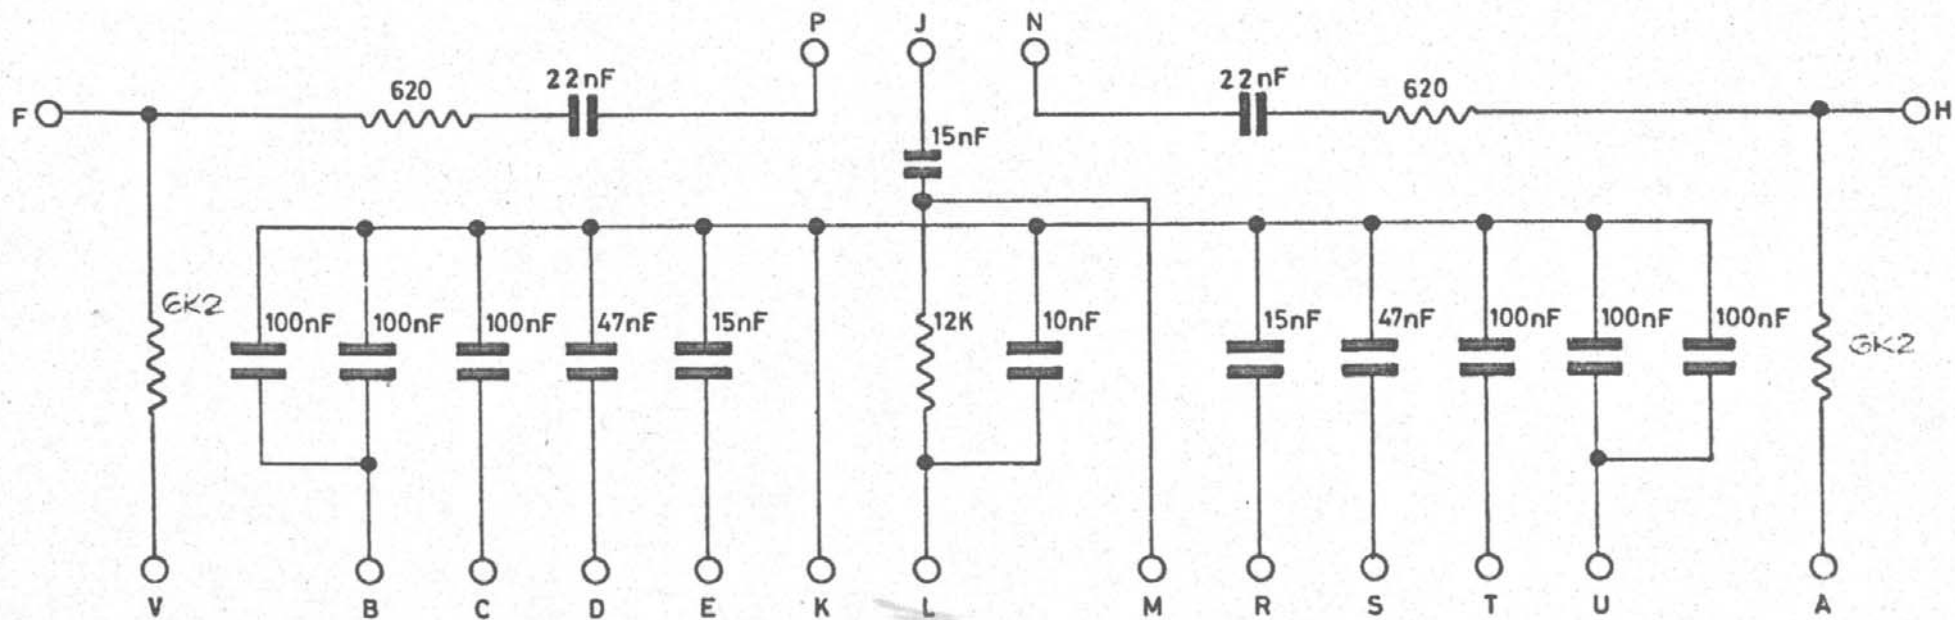 P J N
22nF 22nF
620 620
F H
15nF
6K2 100nF 100nF 100nF 47nF 15nF 12K 10nF 15nF 47nF 100nF 100nF 100nF 6K2
V B C D E K L M R S T U A